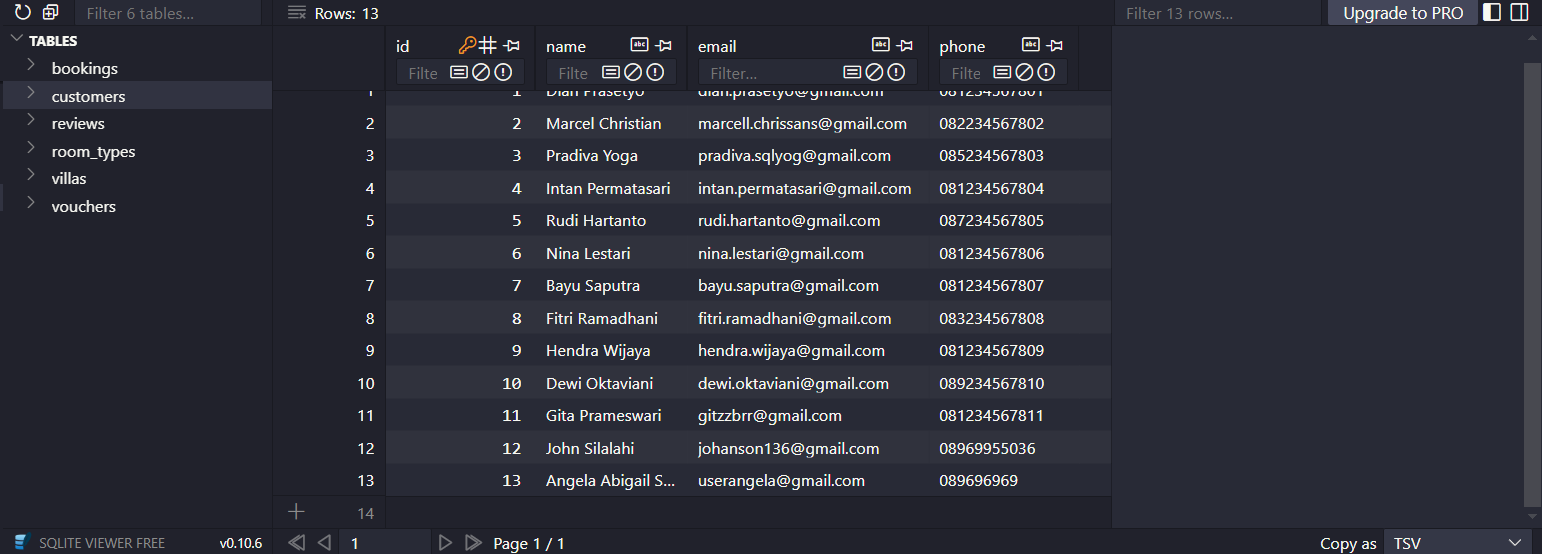 Filter 6 tables... Rows: 13 Filter 13 rows... Upgrade to PRO
TABLES
bookings
customers
reviews
room_types
villas
vouchers
id name email phone
Filte Filte Filter... Filte
1 1 Dian Prasetyo dian.prasetyo@gmail.com 081234567801
2 2 Marcel Christian marcell.chrissans@gmail.com 082234567802
3 3 Pradiva Yoga pradiva.sqlyog@gmail.com 085234567803
4 4 Intan Permatasari intan.permatasari@gmail.com 081234567804
5 5 Rudi Hartanto rudi.hartanto@gmail.com 087234567805
6 6 Nina Lestari nina.lestari@gmail.com 081234567806
7 7 Bayu Saputra bayu.saputra@gmail.com 081234567807
8 8 Fitri Ramadhani fitri.ramadhani@gmail.com 083234567808
9 9 Hendra Wijaya hendra.wijaya@gmail.com 081234567809
10 10 Dewi Oktaviani dewi.oktaviani@gmail.com 089234567810
11 11 Gita Prameswari gitzzbrr@gmail.com 081234567811
12 12 John Silalahi johanson136@gmail.com 08969955036
13 13 Angela Abigail S... userangela@gmail.com 089696969
14
SQLITE VIEWER FREE v0.10.6 1 Page 1 / 1 Copy as TSV